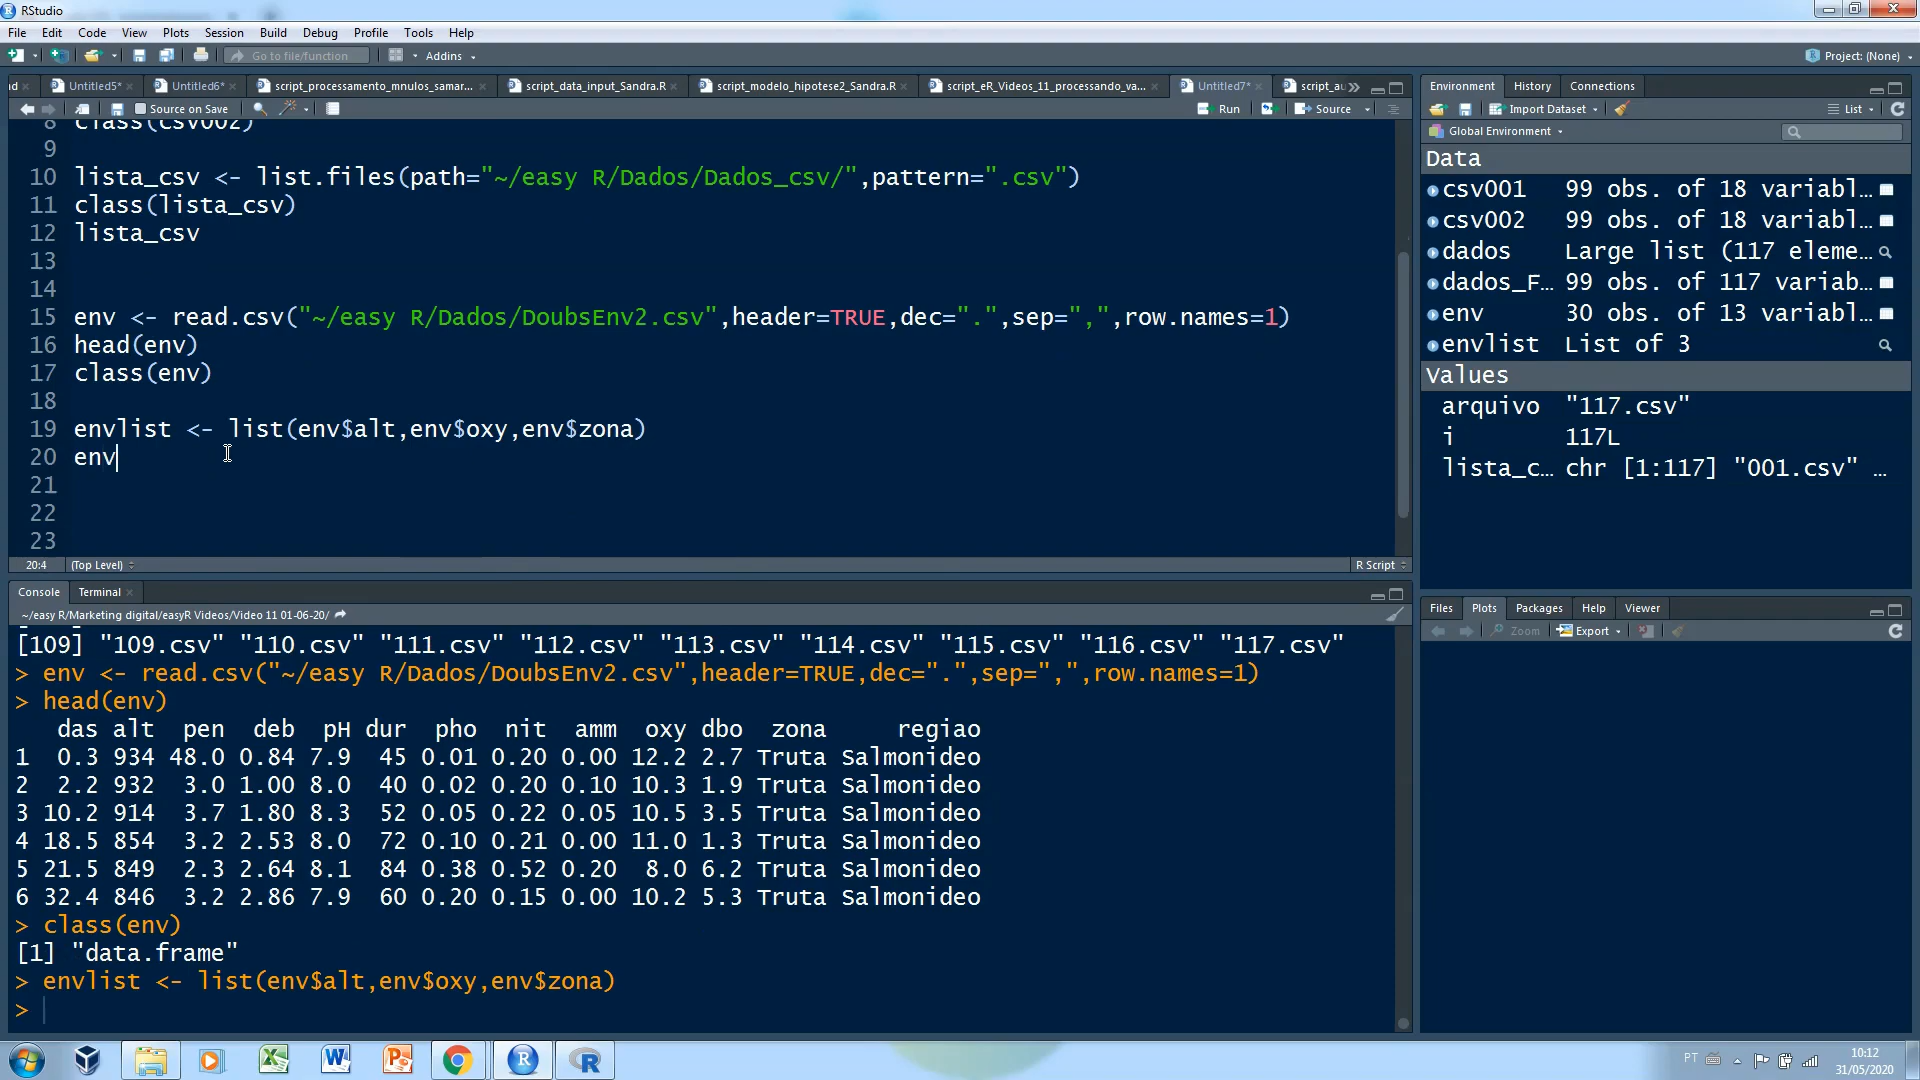 RStudio
File Edit Code View Plots Session Build Debug Profile Tools Help
Go to file/function Addins Project: (None)
Untitled5* Untitled6* script_processamento_mnulos_samar... script_data_input_Sandra.R script_modelo_hipotese2_Sandra.R script_eR_Videos_11_processando_va... Untitled7* script_au
Source on Save Run Source
8 class(csv002)
9
10 lista_csv <- list.files(path="~/easy R/Dados/Dados_csv/",pattern=".csv")
11 class(lista_csv)
12 lista_csv
13
14
15 env <- read.csv("~/easy R/Dados/DoubsEnv2.csv",header=TRUE,dec=".",sep=",",row.names=1)
16 head(env)
17 class(env)
18
19 envlist <- list(env$alt,env$oxy,env$zona)
20 env
21
22
23
20:4 (Top Level) R Script
Console Terminal
~/easy R/Marketing digital/easyR Videos/Video 11 01-06-20/
[109] "109.csv" "110.csv" "111.csv" "112.csv" "113.csv" "114.csv" "115.csv" "116.csv" "117.csv"
> env <- read.csv("~/easy R/Dados/DoubsEnv2.csv",header=TRUE,dec=".",sep=",",row.names=1)
> head(env)
das alt pen deb pH dur pho nit amm oxy dbo zona regiao
1 0.3 934 48.0 0.84 7.9 45 0.01 0.20 0.00 12.2 2.7 Truta Salmonideo
2 2.2 932 3.0 1.00 8.0 40 0.02 0.20 0.10 10.3 1.9 Truta Salmonideo
3 10.2 914 3.7 1.80 8.3 52 0.05 0.22 0.05 10.5 3.5 Truta Salmonideo
4 18.5 854 3.2 2.53 8.0 72 0.10 0.21 0.00 11.0 1.3 Truta Salmonideo
5 21.5 849 2.3 2.64 8.1 84 0.38 0.52 0.20 8.0 6.2 Truta Salmonideo
6 32.4 846 3.2 2.86 7.9 60 0.20 0.15 0.00 10.2 5.3 Truta Salmonideo
> class(env)
[1] "data.frame"
> envlist <- list(env$alt,env$oxy,env$zona)
>
Environment History Connections
Import Dataset List
Global Environment
Data
csv001 99 obs. of 18 variabl...
csv002 99 obs. of 18 variabl...
dados Large list (117 eleme...
dados_F... 99 obs. of 117 variab...
env 30 obs. of 13 variabl...
envlist List of 3
Values
arquivo "117.csv"
i 117L
lista_c... chr [1:117] "001.csv" ...
Files Plots Packages Help Viewer
Zoom Export
PT 10:12
31/05/2020